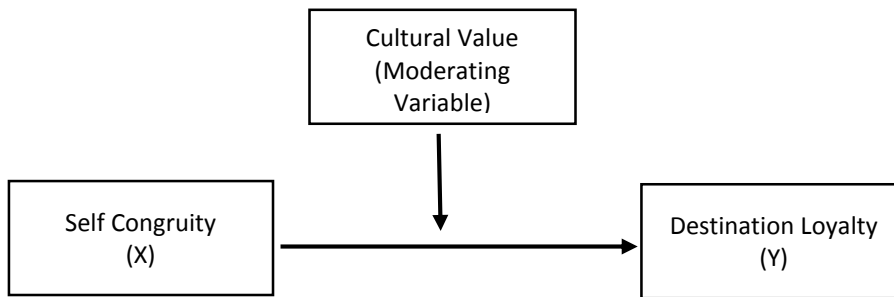 Cultural Value
(Moderating
Variable)
Self Congruity
(X)
Destination Loyalty
(Y)